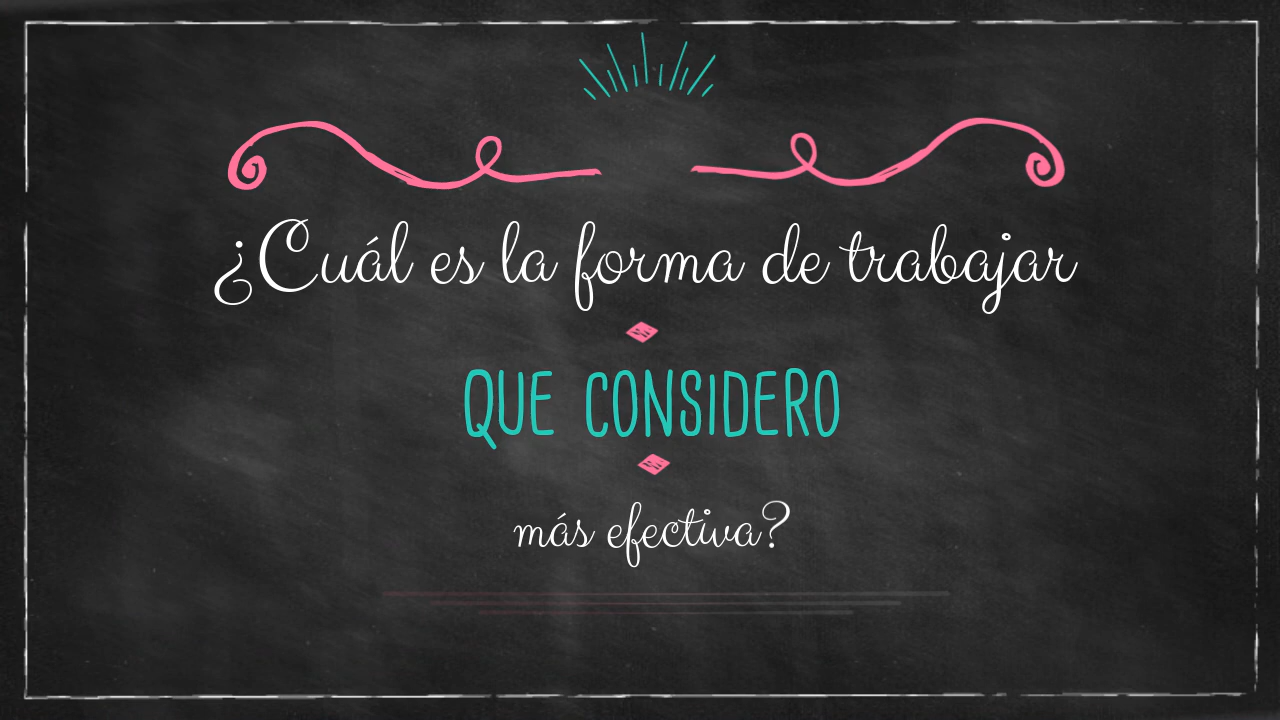 ¿Cuál es la forma de trabajar
QUE CONSIDERO
más efectiva?